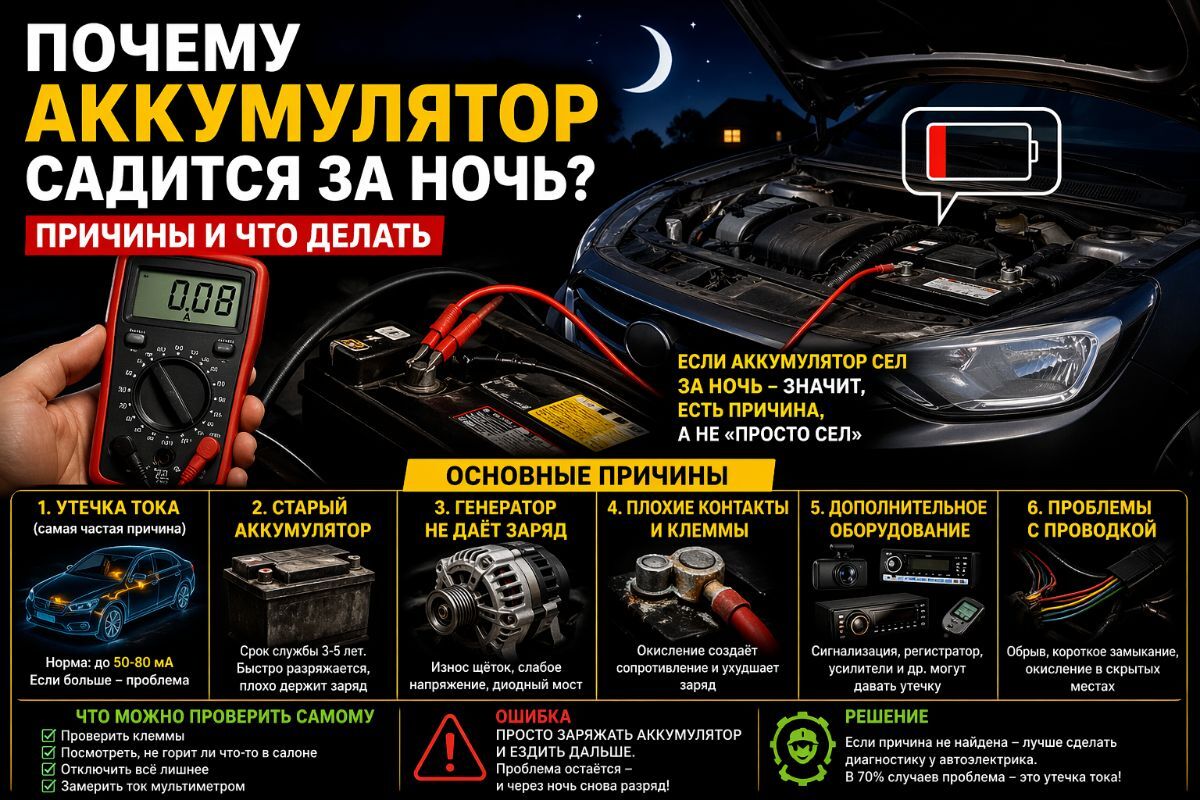 ПОЧЕМУ
АККУМУЛЯТОР
САДИТСЯ ЗА НОЧЬ?
ПРИЧИНЫ И ЧТО ДЕЛАТЬ
0.08
A
ЕСЛИ АККУМУЛЯТОР СЕЛ
ЗА НОЧЬ – ЗНАЧИТ,
ЕСТЬ ПРИЧИНА,
А НЕ «ПРОСТО СЕЛ»
ОСНОВНЫЕ ПРИЧИНЫ
1. УТЕЧКА ТОКА
(самая частая причина)
Норма: до 50-80 мА
Если больше – проблема
2. СТАРЫЙ
АККУМУЛЯТОР
Срок службы 3-5 лет.
Быстро разряжается,
плохо держит заряд
3. ГЕНЕРАТОР
НЕ ДАЁТ ЗАРЯД
Износ щёток, слабое
напряжение, диодный мост
4. ПЛОХИЕ КОНТАКТЫ
И КЛЕММЫ
Окисление создаёт
сопротивление и ухудшает
заряд
5. ДОПОЛНИТЕЛЬНОЕ
ОБОРУДОВАНИЕ
Сигнализация, регистратор,
усилители и др. могут
давать утечку
6. ПРОБЛЕМЫ
С ПРОВОДКОЙ
Обрыв, короткое замыкание,
окисление в скрытых
местах
ЧТО МОЖНО ПРОВЕРИТЬ САМОМУ
Проверить клеммы
Посмотреть, не горит ли что-то в салоне
Отключить всё лишнее
Замерить ток мультиметром
ОШИБКА
ПРОСТО ЗАРЯЖАТЬ АККУМУЛЯТОР
И ЕЗДИТЬ ДАЛЬШЕ.
Проблема остаётся –
и через ночь снова разряд!
РЕШЕНИЕ
Если причина не найдена – лучше сделать
диагностику у автоэлектрика.
В 70% случаев проблема – это утечка тока!